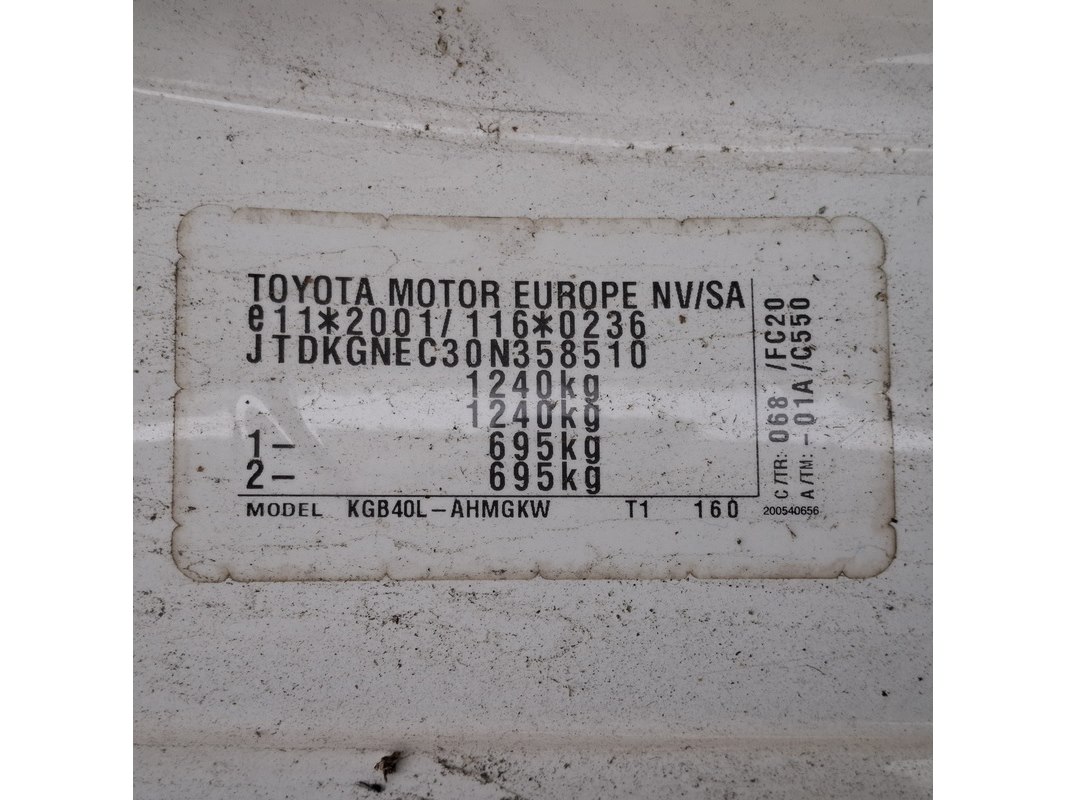 TOYOTA MOTOR EUROPE NV/SA
e11*2001/116*0236
JTDKGNEC30N358510
1240kg
1240kg
1- 695kg
2- 695kg
MODEL KGB40L-AHMGKW T1 160
C/TR: 068 /FC20
A/TM: -01A/C550
200540656